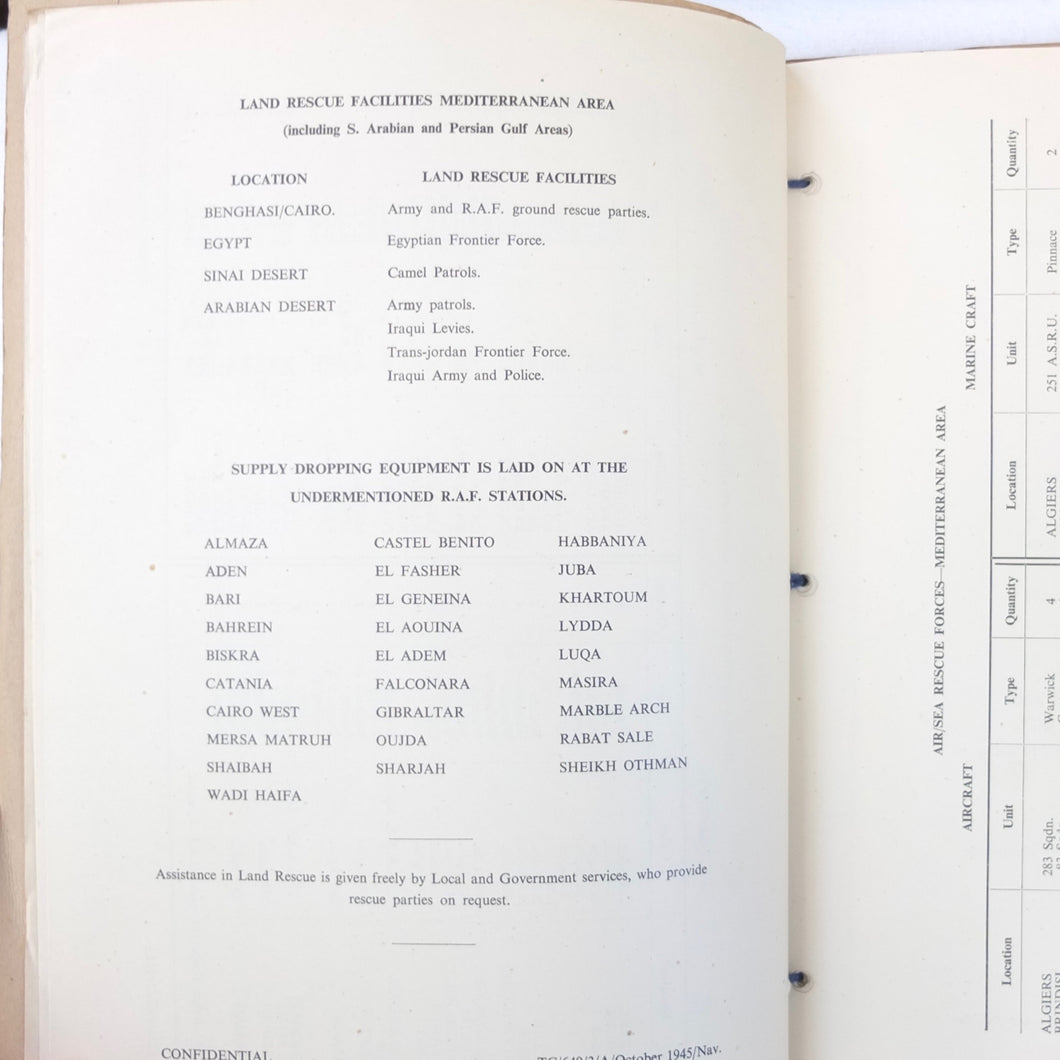 LAND RESCUE FACILITIES MEDITERRANEAN AREA
(including S. Arabian and Persian Gulf Areas)
LOCATION LAND RESCUE FACILITIES
BENGHASI/CAIRO. Army and R.A.F. ground rescue parties.
EGYPT Egyptian Frontier Force.
SINAI DESERT Camel Patrols.
ARABIAN DESERT Army patrols.
Iraqui Levies.
Trans-jordan Frontier Force.
Iraqui Army and Police.
SUPPLY DROPPING EQUIPMENT IS LAID ON AT THE
UNDERMENTIONED R.A.F. STATIONS.
ALMAZA CASTEL BENITO HABBANIYA
ADEN EL FASHER JUBA
BARI EL GENEINA KHARTOUM
BAHREIN EL AOUINA LYDDA
BISKRA EL ADEM LUQA
CATANIA FALCONARA MASIRA
CAIRO WEST GIBRALTAR MARBLE ARCH
MERSA MATRUH OUJDA RABAT SALE
SHAIBAH SHARJAH SHEIKH OTHMAN
WADI HAIFA
Assistance in Land Rescue is given freely by Local and Government services, who provide
rescue parties on request.
CONFIDENTIAL October 1945/Nav.
AIR/SEA RESCUE FORCES—MEDITERRANEAN AREA
AIRCRAFT MARINE CRAFT
Location Unit Type Quantity Location Unit Type Quantity
ALGIERS 283 Sqdn. Warwick 4 ALGIERS 251 A.S.R.U. Pinnace 2
BRINDISI